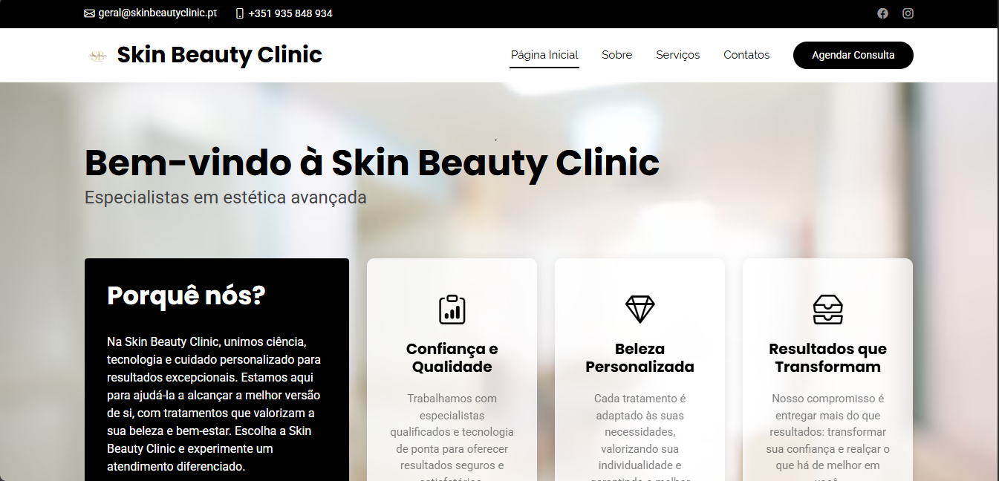 geral@skinbeautyclinic.pt +351 935 848 934
SB
Skin Beauty Clinic
Página Inicial Sobre Serviços Contatos Agendar Consulta
Bem-vindo à Skin Beauty Clinic
Especialistas em estética avançada
Porquê nós?
Na Skin Beauty Clinic, unimos ciência,
tecnologia e cuidado personalizado para
resultados excepcionais. Estamos aqui
para ajudá-la a alcançar a melhor versão
de si, com tratamentos que valorizam a
sua beleza e bem-estar. Escolha a Skin
Beauty Clinic e experimente um
atendimento diferenciado.
Confiança e
Qualidade
Trabalhamos com
especialistas
qualificados e tecnologia
de ponta para oferecer
resultados seguros e
Beleza
Personalizada
Cada tratamento é
adaptado às suas
necessidades,
valorizando sua
individualidade e
garantindo o melhor
Resultados que
Transformam
Nosso compromisso é
entregar mais do que
resultados: transformar
sua confiança e realçar o
que há de melhor em